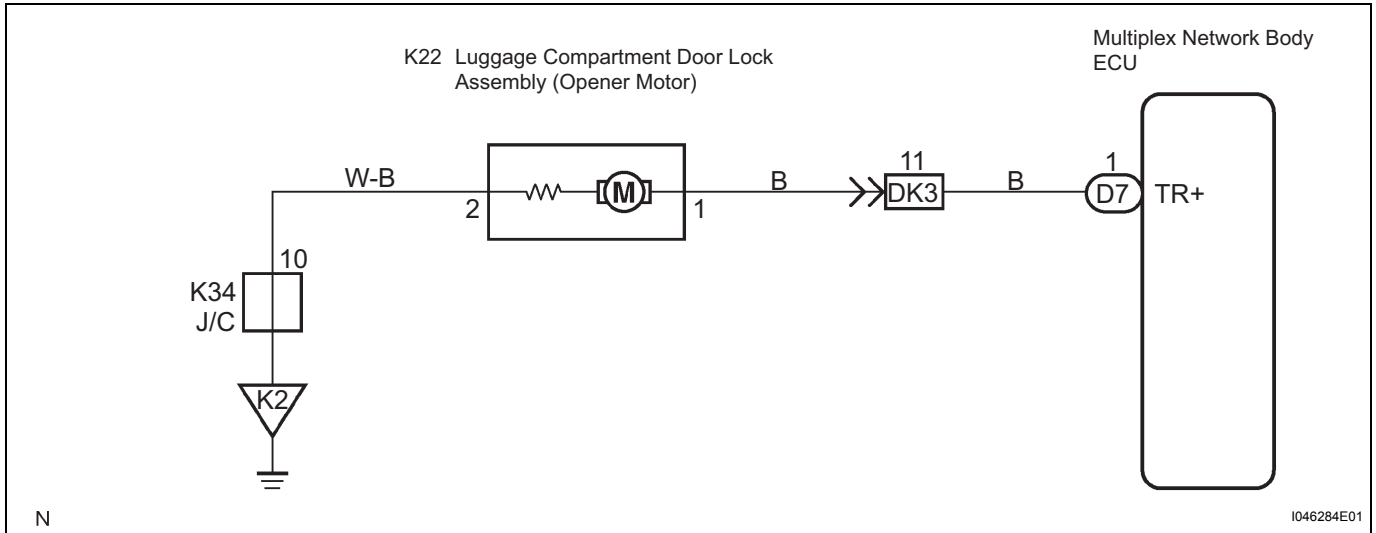 K22 Luggage Compartment Door Lock
Assembly (Opener Motor)
Multiplex Network Body
ECU
W-B
2
M
1
B
11
DK3
B
1
D7
TR+
10
K34
J/C
K2
N
I046284E01